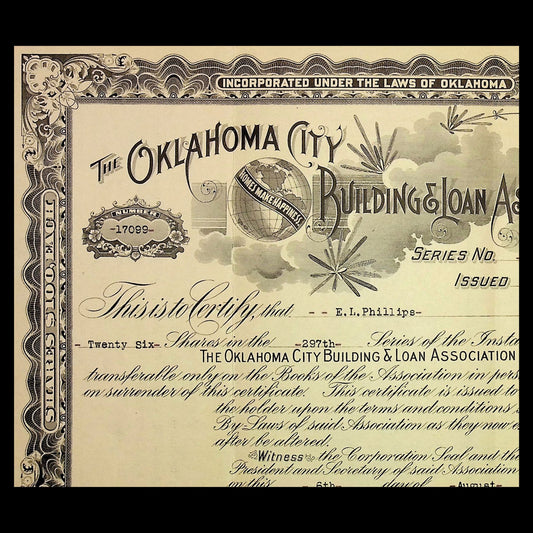 INCORPORATED UNDER THE LAWS OF OKLAHOMA
THE OKLAHOMA CITY
HOMES MAKE HAPPINESS.
BUILDING & LOAN AS
NUMBER
-17099-
SERIES NO.
ISSUED
SHARES $100. EACH
This is to Certify, that -- E.L.Phillips-
- Twenty Six- Shares in the -297th- Series of the Insta
THE OKLAHOMA CITY BUILDING & LOAN ASSOCIATION
transferable only on the Books of the Association in pers
on surrender of this certificate. This certificate is issued to
the holder upon the terms and conditions
By Laws of said Association as they now e
after be altered.
Witness the Corporation Seal and the
President and Secretary of said Association
on this -6th- day of -August-